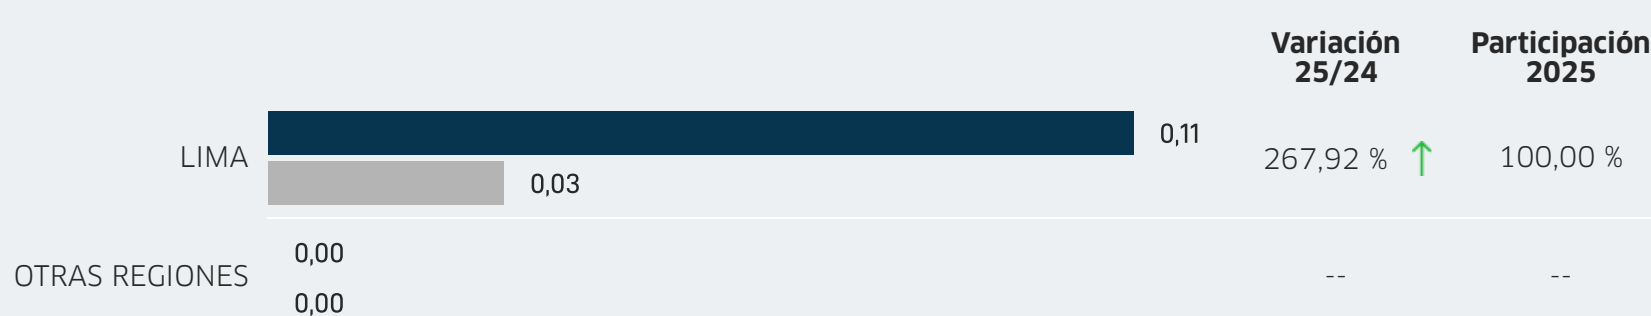 Variación
25/24
Participación
2025
LIMA
0,11
0,03
267,92 %
100,00 %
OTRAS REGIONES
0,00
0,00
--
--